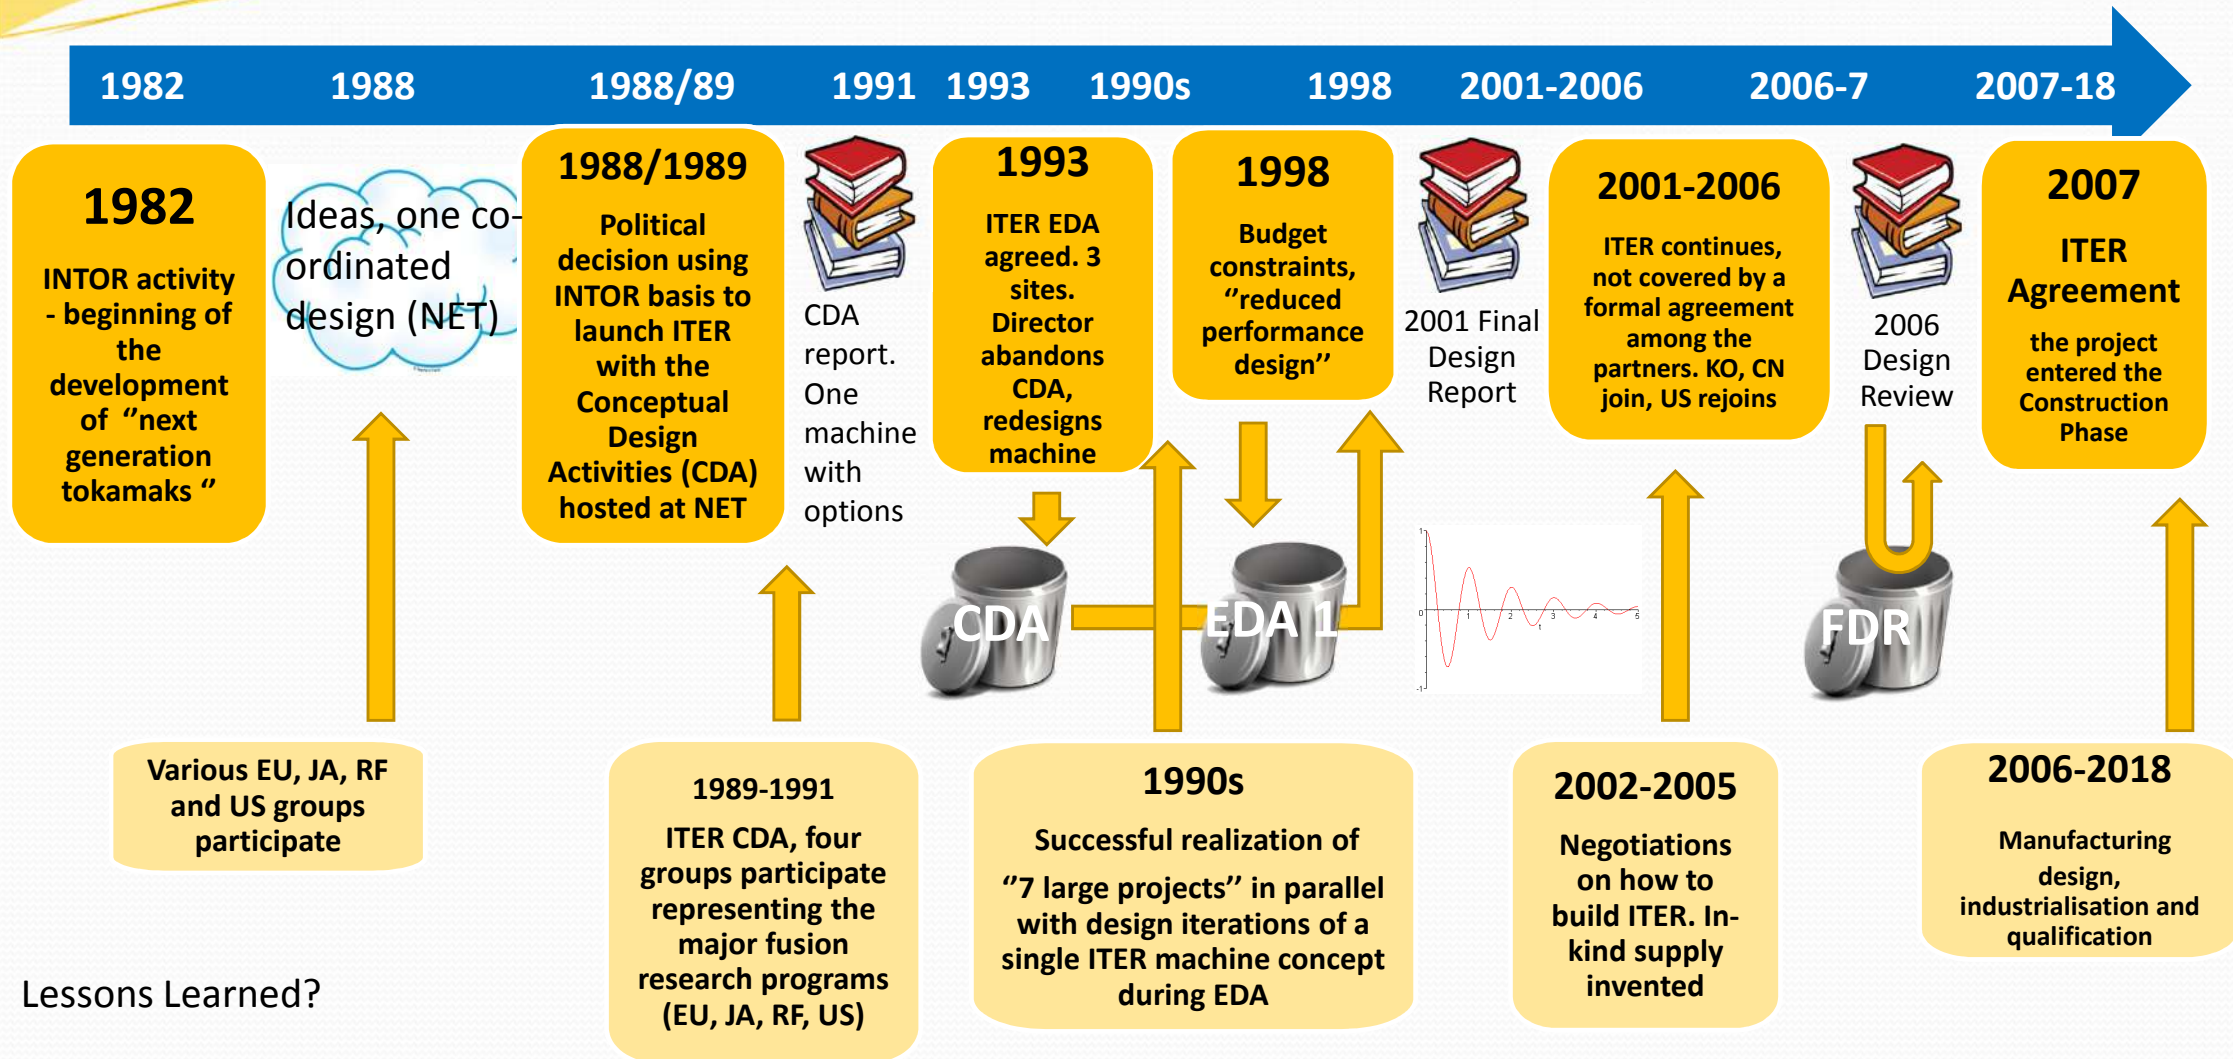 1982 1988 1988/89 1991 1993 1990s 1998 2001-2006 2006-7 2007-18
1982
INTOR activity
- beginning of
the
development
of ‘’next
generation
tokamaks ‘’
Ideas, one co-
ordinated
design (NET)
1988/1989
Political
decision using
INTOR basis to
launch ITER
with the
Conceptual
Design
Activities (CDA)
hosted at NET
CDA
report.
One
machine
with
options
1993
ITER EDA
agreed. 3
sites.
Director
abandons
CDA,
redesigns
machine
1998
Budget
constraints,
‘’reduced
performance
design’’
2001 Final
Design
Report
2001-2006
ITER continues,
not covered by a
formal agreement
among the
partners. KO, CN
join, US rejoins
2006
Design
Review
2007
ITER
Agreement
the project
entered the
Construction
Phase
CDA
EDA 1
1
0
-1
1 2 3 4 5
t
FDR
Various EU, JA, RF
and US groups
participate
1989-1991
ITER CDA, four
groups participate
representing the
major fusion
research programs
(EU, JA, RF, US)
1990s
Successful realization of
‘’7 large projects’’ in parallel
with design iterations of a
single ITER machine concept
during EDA
2002-2005
Negotiations
on how to
build ITER. In-
kind supply
invented
2006-2018
Manufacturing
design,
industrialisation and
qualification
Lessons Learned?